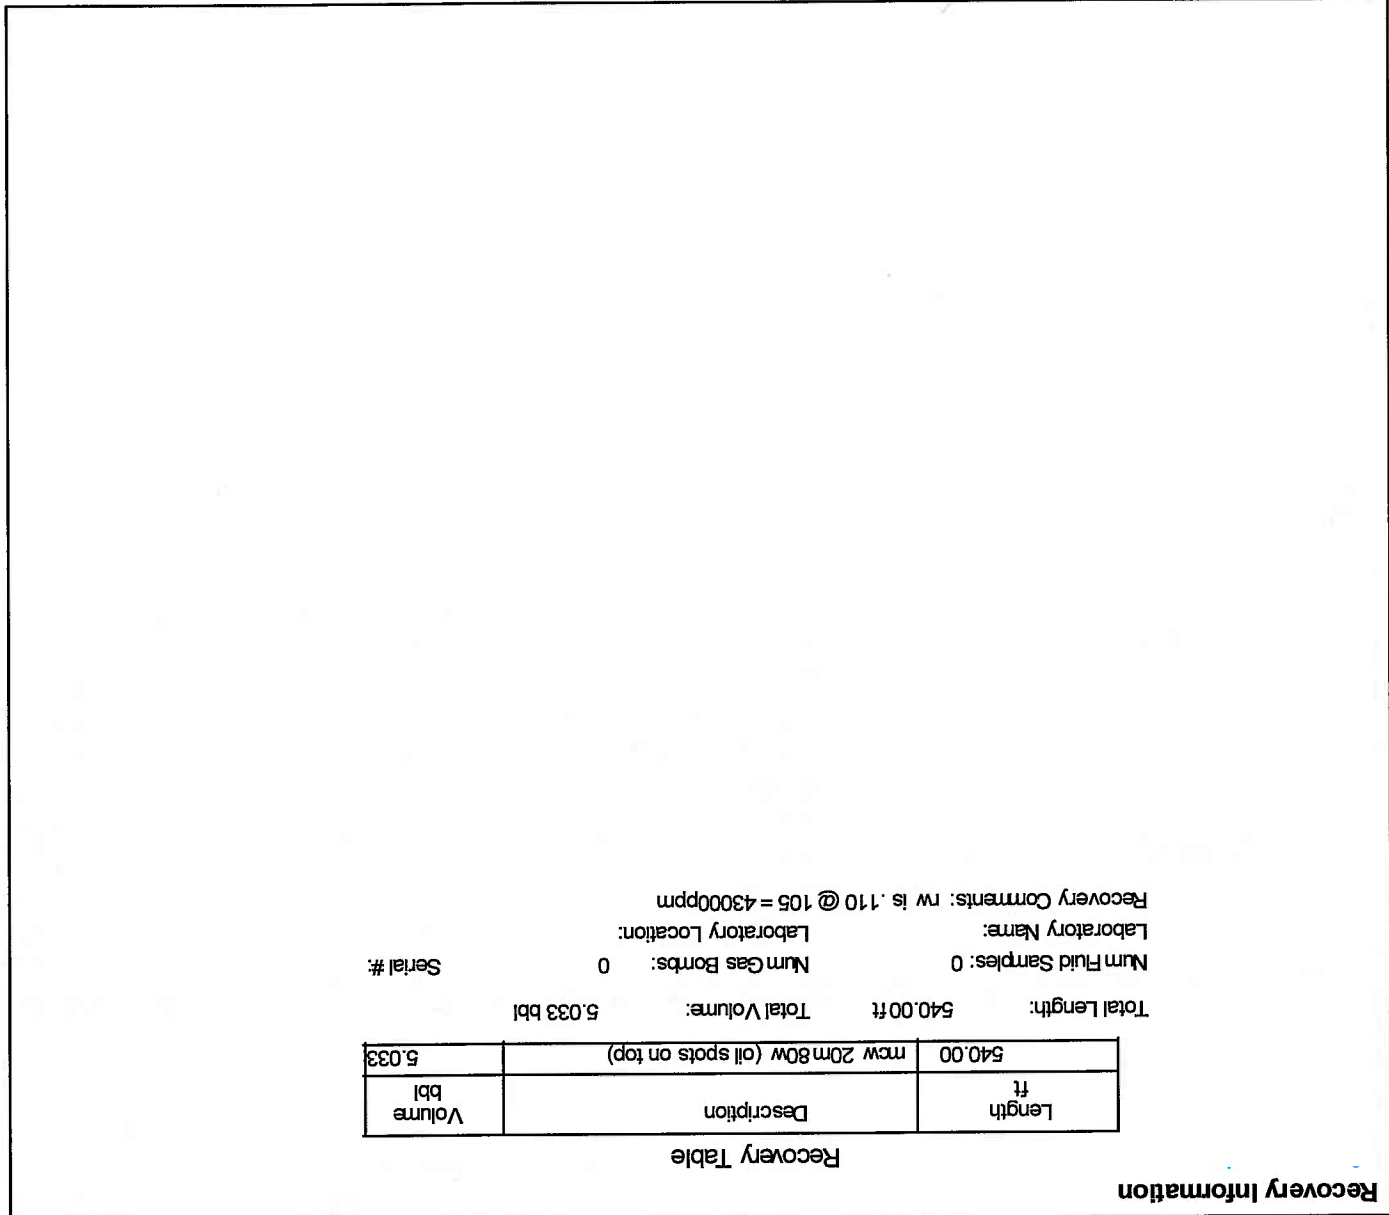 Recovery Information
Recovery Table
Length ft Description Volume bbl
540.00 mcw 20m80w (oil spots on top) 5.033
Total Length: 540.00 ft Total Volume: 5.033 bbl
Num Fluid Samples: 0 Num Gas Bombs: 0 Serial #:
Laboratory Name: Laboratory Location:
Recovery Comments: rw is .110 @ 105 = 43000ppm